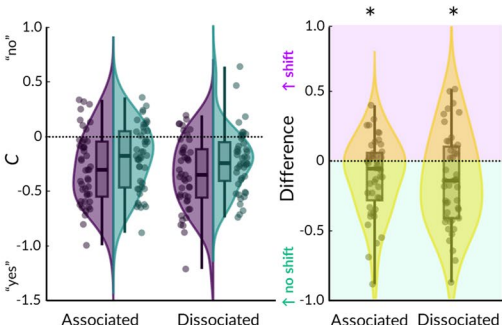 "no"
1.0
0.5
0
-0.5
-1.0
-1.5
"yes"
C
Associated
Dissociated
* *
1.0
0.5
0
-0.5
-1.0
Difference
↑ shift
↑ no shift
Associated
Dissociated